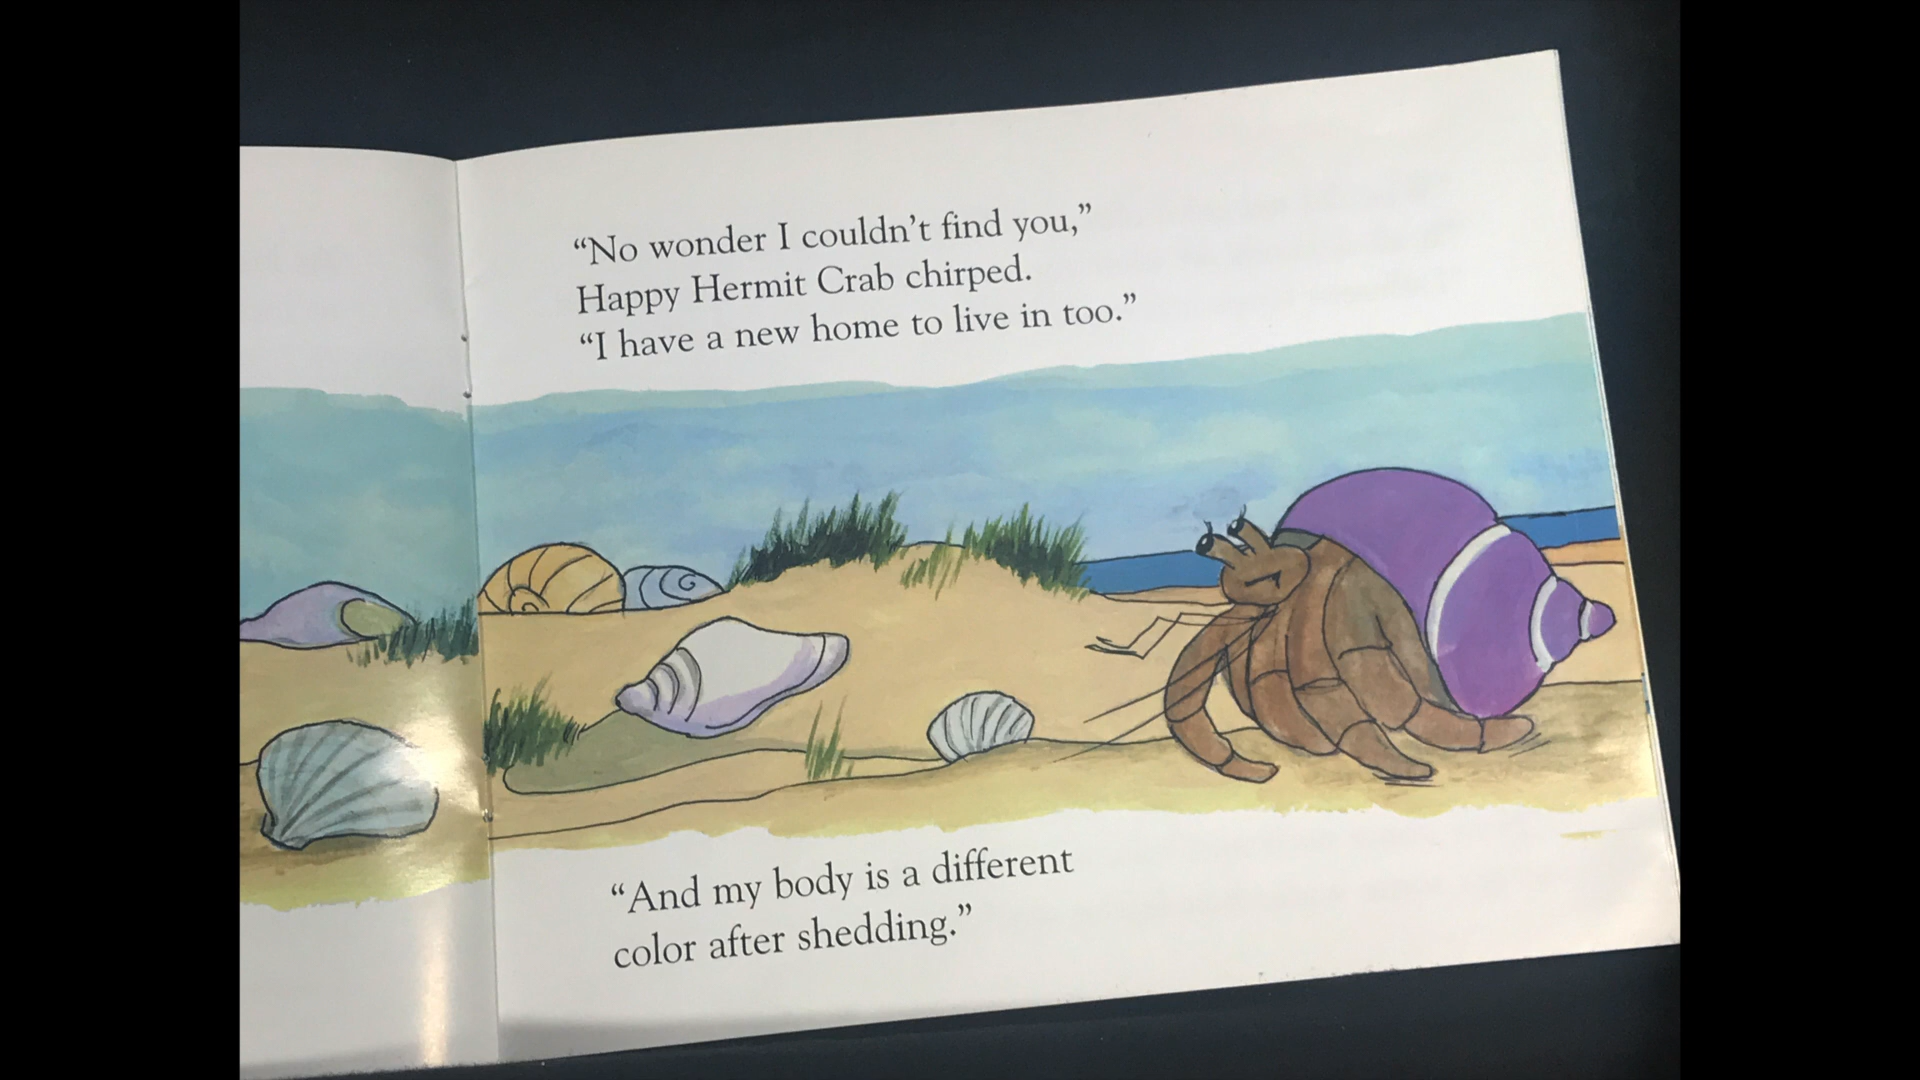 “No wonder I couldn’t find you,”
Happy Hermit Crab chirped.
“I have a new home to live in too.”
“And my body is a different
color after shedding.”